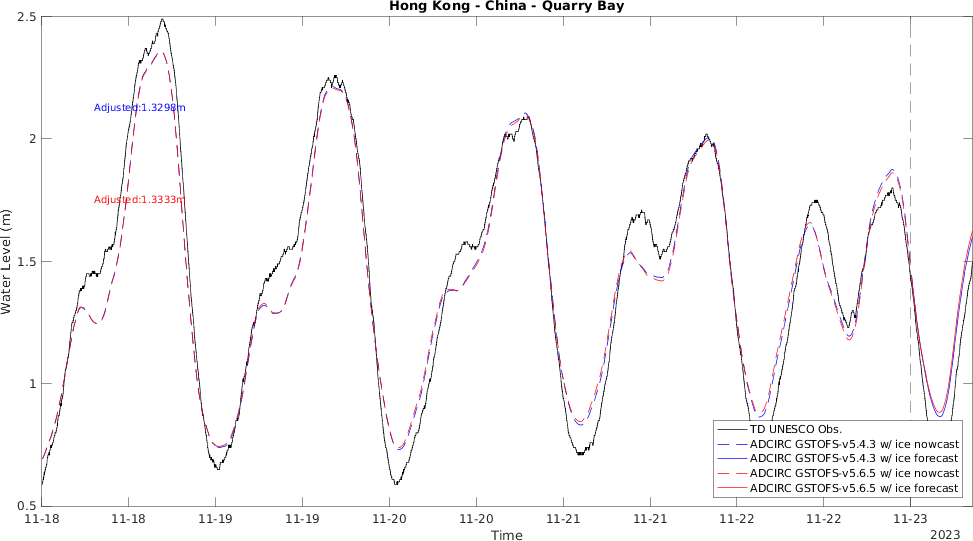 Hong Kong - China - Quarry Bay
2.5
2
1.5
1
0.5
Water Level (m)
Adjusted:1.3298m
Adjusted:1.3333m
TD UNESCO Obs.
ADCIRC GSTOFS-v5.4.3 w/ ice nowcast
ADCIRC GSTOFS-v5.4.3 w/ ice forecast
ADCIRC GSTOFS-v5.6.5 w/ ice nowcast
ADCIRC GSTOFS-v5.6.5 w/ ice forecast
11-18 11-18 11-19 11-19 11-20 11-20 11-21 11-21 11-22 11-22 11-23
Time
2023